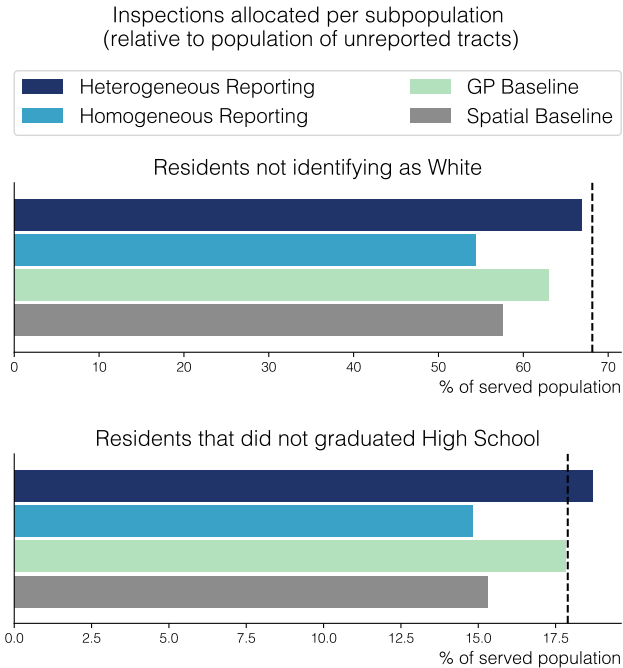 Inspections allocated per subpopulation
(relative to population of unreported tracts)
Heterogeneous Reporting
GP Baseline
Homogeneous Reporting
Spatial Baseline
Residents not identifying as White
0 10 20 30 40 50 60 70
% of served population
Residents that did not graduated High School
0.0 2.5 5.0 7.5 10.0 12.5 15.0 17.5
% of served population